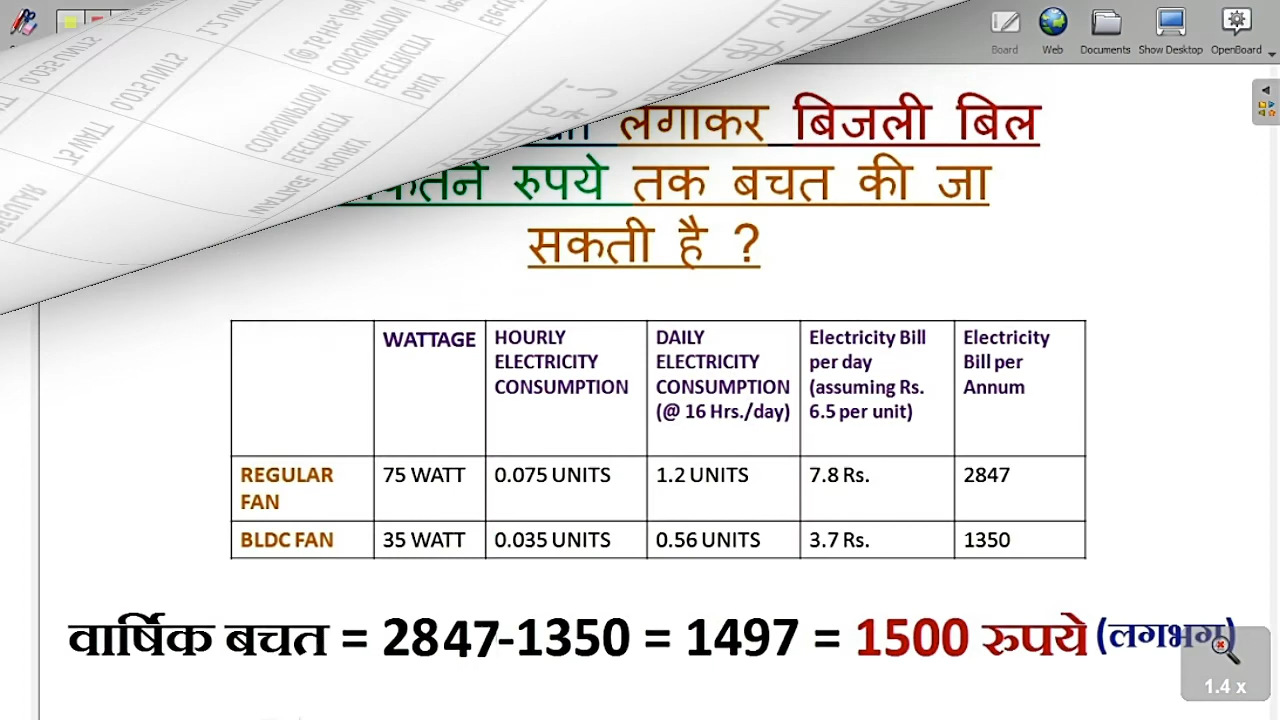 Board Web Documents Show Desktop OpenBoard
लगाकर बिजली बिल
रुपये तक बचत की जा
सकती है ?
WATTAGE HOURLY ELECTRICITY CONSUMPTION DAILY ELECTRICITY CONSUMPTION (@ 16 Hrs./day) Electricity Bill per day (assuming Rs. 6.5 per unit) Electricity Bill per Annum
REGULAR FAN 75 WATT 0.075 UNITS 1.2 UNITS 7.8 Rs. 2847
BLDC FAN 35 WATT 0.035 UNITS 0.56 UNITS 3.7 Rs. 1350
वार्षिक बचत = 2847-1350 = 1497 = 1500 रुपये (लगभग)
1.4 x